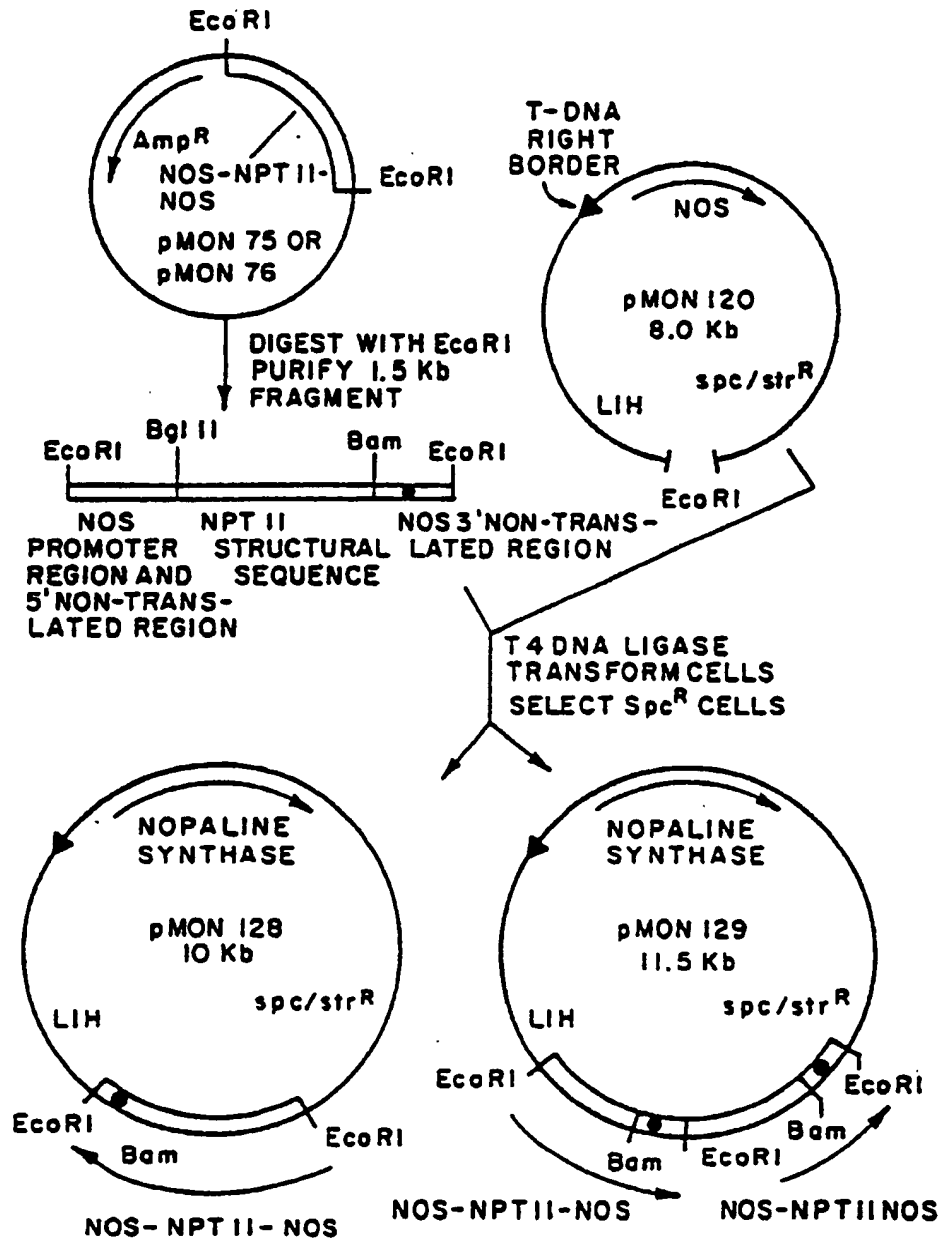 EcoRI
AmpR
NOS-NPT II-
NOS
EcoRI
pMON 75 OR
pMON 76
T-DNA
RIGHT
BORDER
NOS
pMON 120
8.0 Kb
spc/strR
LIH
EcoRI
DIGEST WITH EcoRI
PURIFY 1.5 Kb
FRAGMENT
EcoRI
Bgl II
Bam
EcoRI
NOS
PROMOTER
REGION AND
5' NON-TRANS-
LATED REGION
NPT II
STRUCTURAL
SEQUENCE
NOS 3' NON-TRANS-
LATED REGION
T4 DNA LIGASE
TRANSFORM CELLS
SELECT SpcR CELLS
NOPALINE
SYNTHASE
pMON 128
10 Kb
spc/strR
LIH
EcoRI
Bam
EcoRI
NOS-NPT II-NOS
NOPALINE
SYNTHASE
pMON 129
11.5 Kb
spc/strR
LIH
EcoRI
Bam
EcoRI
Bam
EcoRI
NOS-NPT II-NOS
NOS-NPT II NOS